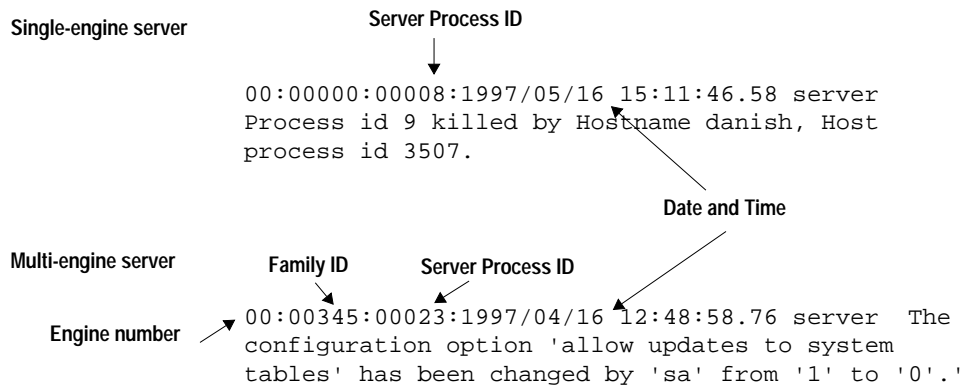 Single-engine server
Server Process ID
00:00000:00008:1997/05/16 15:11:46.58 server
Process id 9 killed by Hostname danish, Host
process id 3507.
Date and Time
Multi-engine server
Family ID
Server Process ID
Engine number
00:00345:00023:1997/04/16 12:48:58.76 server  The
configuration option 'allow updates to system
tables' has been changed by 'sa' from '1' to '0'.'